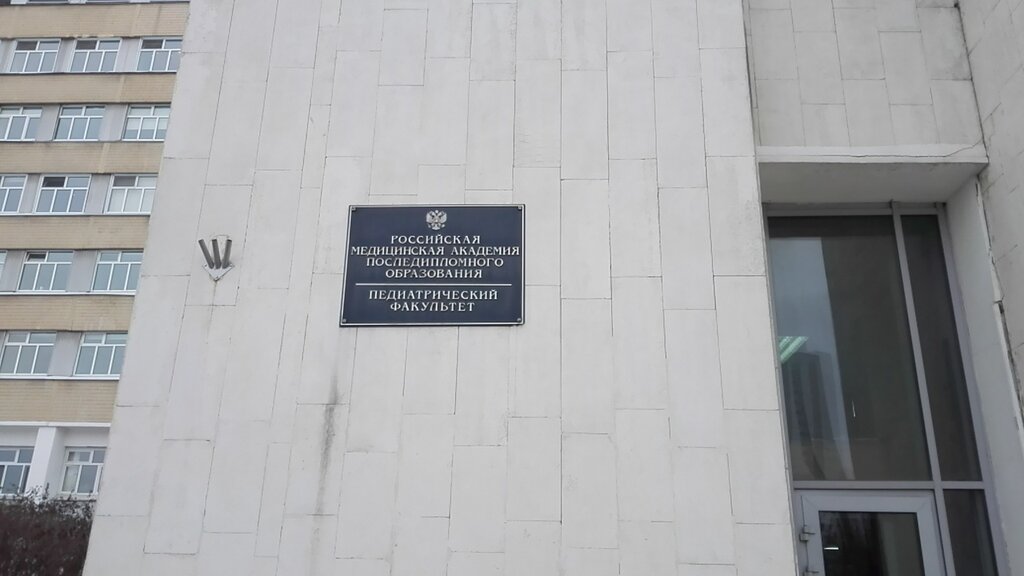 РОССИЙСКАЯ
МЕДИЦИНСКАЯ АКАДЕМИЯ
ПОСЛЕДИПЛОМНОГО
ОБРАЗОВАНИЯ
ПЕДИАТРИЧЕСКИЙ
ФАКУЛЬТЕТ